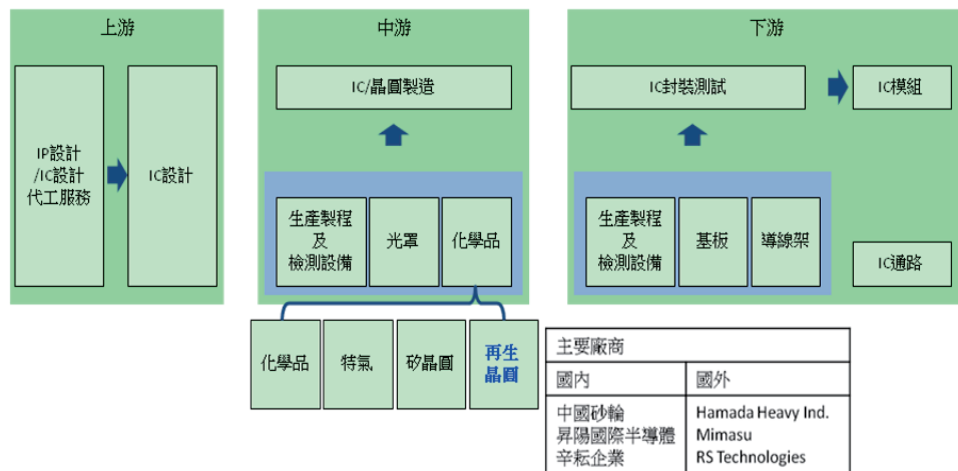 上游
IP設計
/IC設計
代工服務
IC設計
中游
IC/晶圓製造
生產製程
及
檢測設備
光罩
化學品
化學品
特氣
矽晶圓
再生
晶圓
下游
IC封裝測試
IC模組
生產製程
及
檢測設備
基板
導線架
IC通路
主要廠商
國內
國外
中國砂輪
Hamada Heavy Ind.
昇陽國際半導體
Mimasu
辛耘企業
RS Technologies